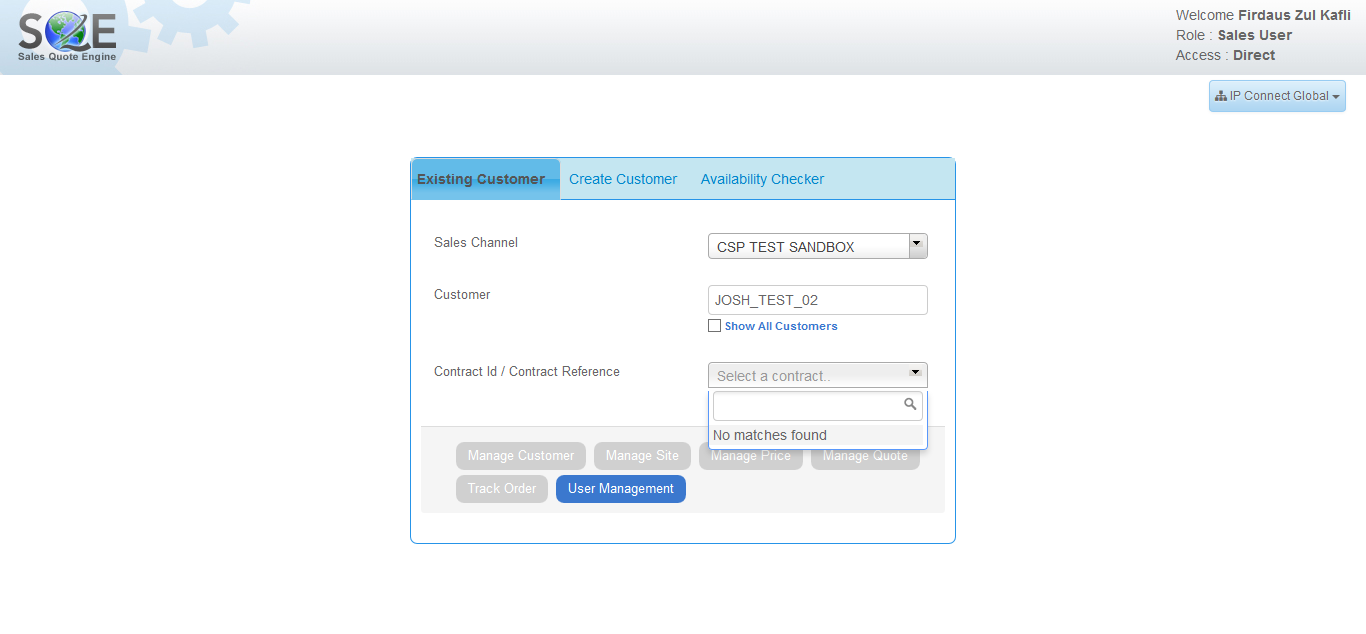 SQE
Sales Quote Engine
Welcome Firdaus Zul Kafli
Role : Sales User
Access : Direct
IP Connect Global
Existing Customer
Create Customer
Availability Checker
Sales Channel
CSP TEST SANDBOX
Customer
JOSH_TEST_02
Show All Customers
Contract Id / Contract Reference
Select a contract..
No matches found
Manage Customer
Manage Site
Manage Price
Manage Quote
Track Order
User Management